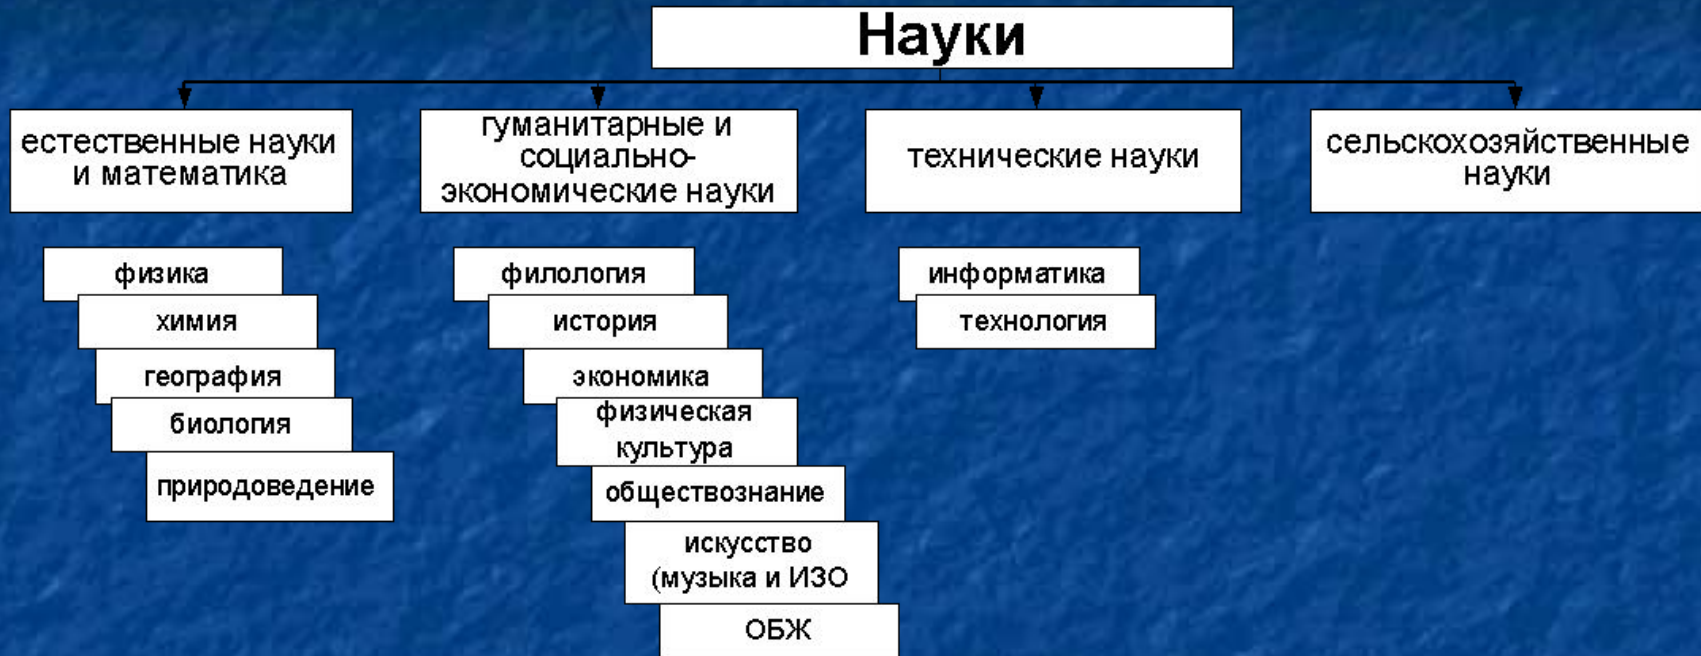 Науки
естественные науки
и математика
гуманитарные и
социально-
экономические науки
технические науки
сельскохозяйственные
науки
физика
химия
география
биология
природоведение
филология
история
экономика
физическая
культура
обществознание
искусство
(музыка и ИЗО
ОБЖ
информатика
технология